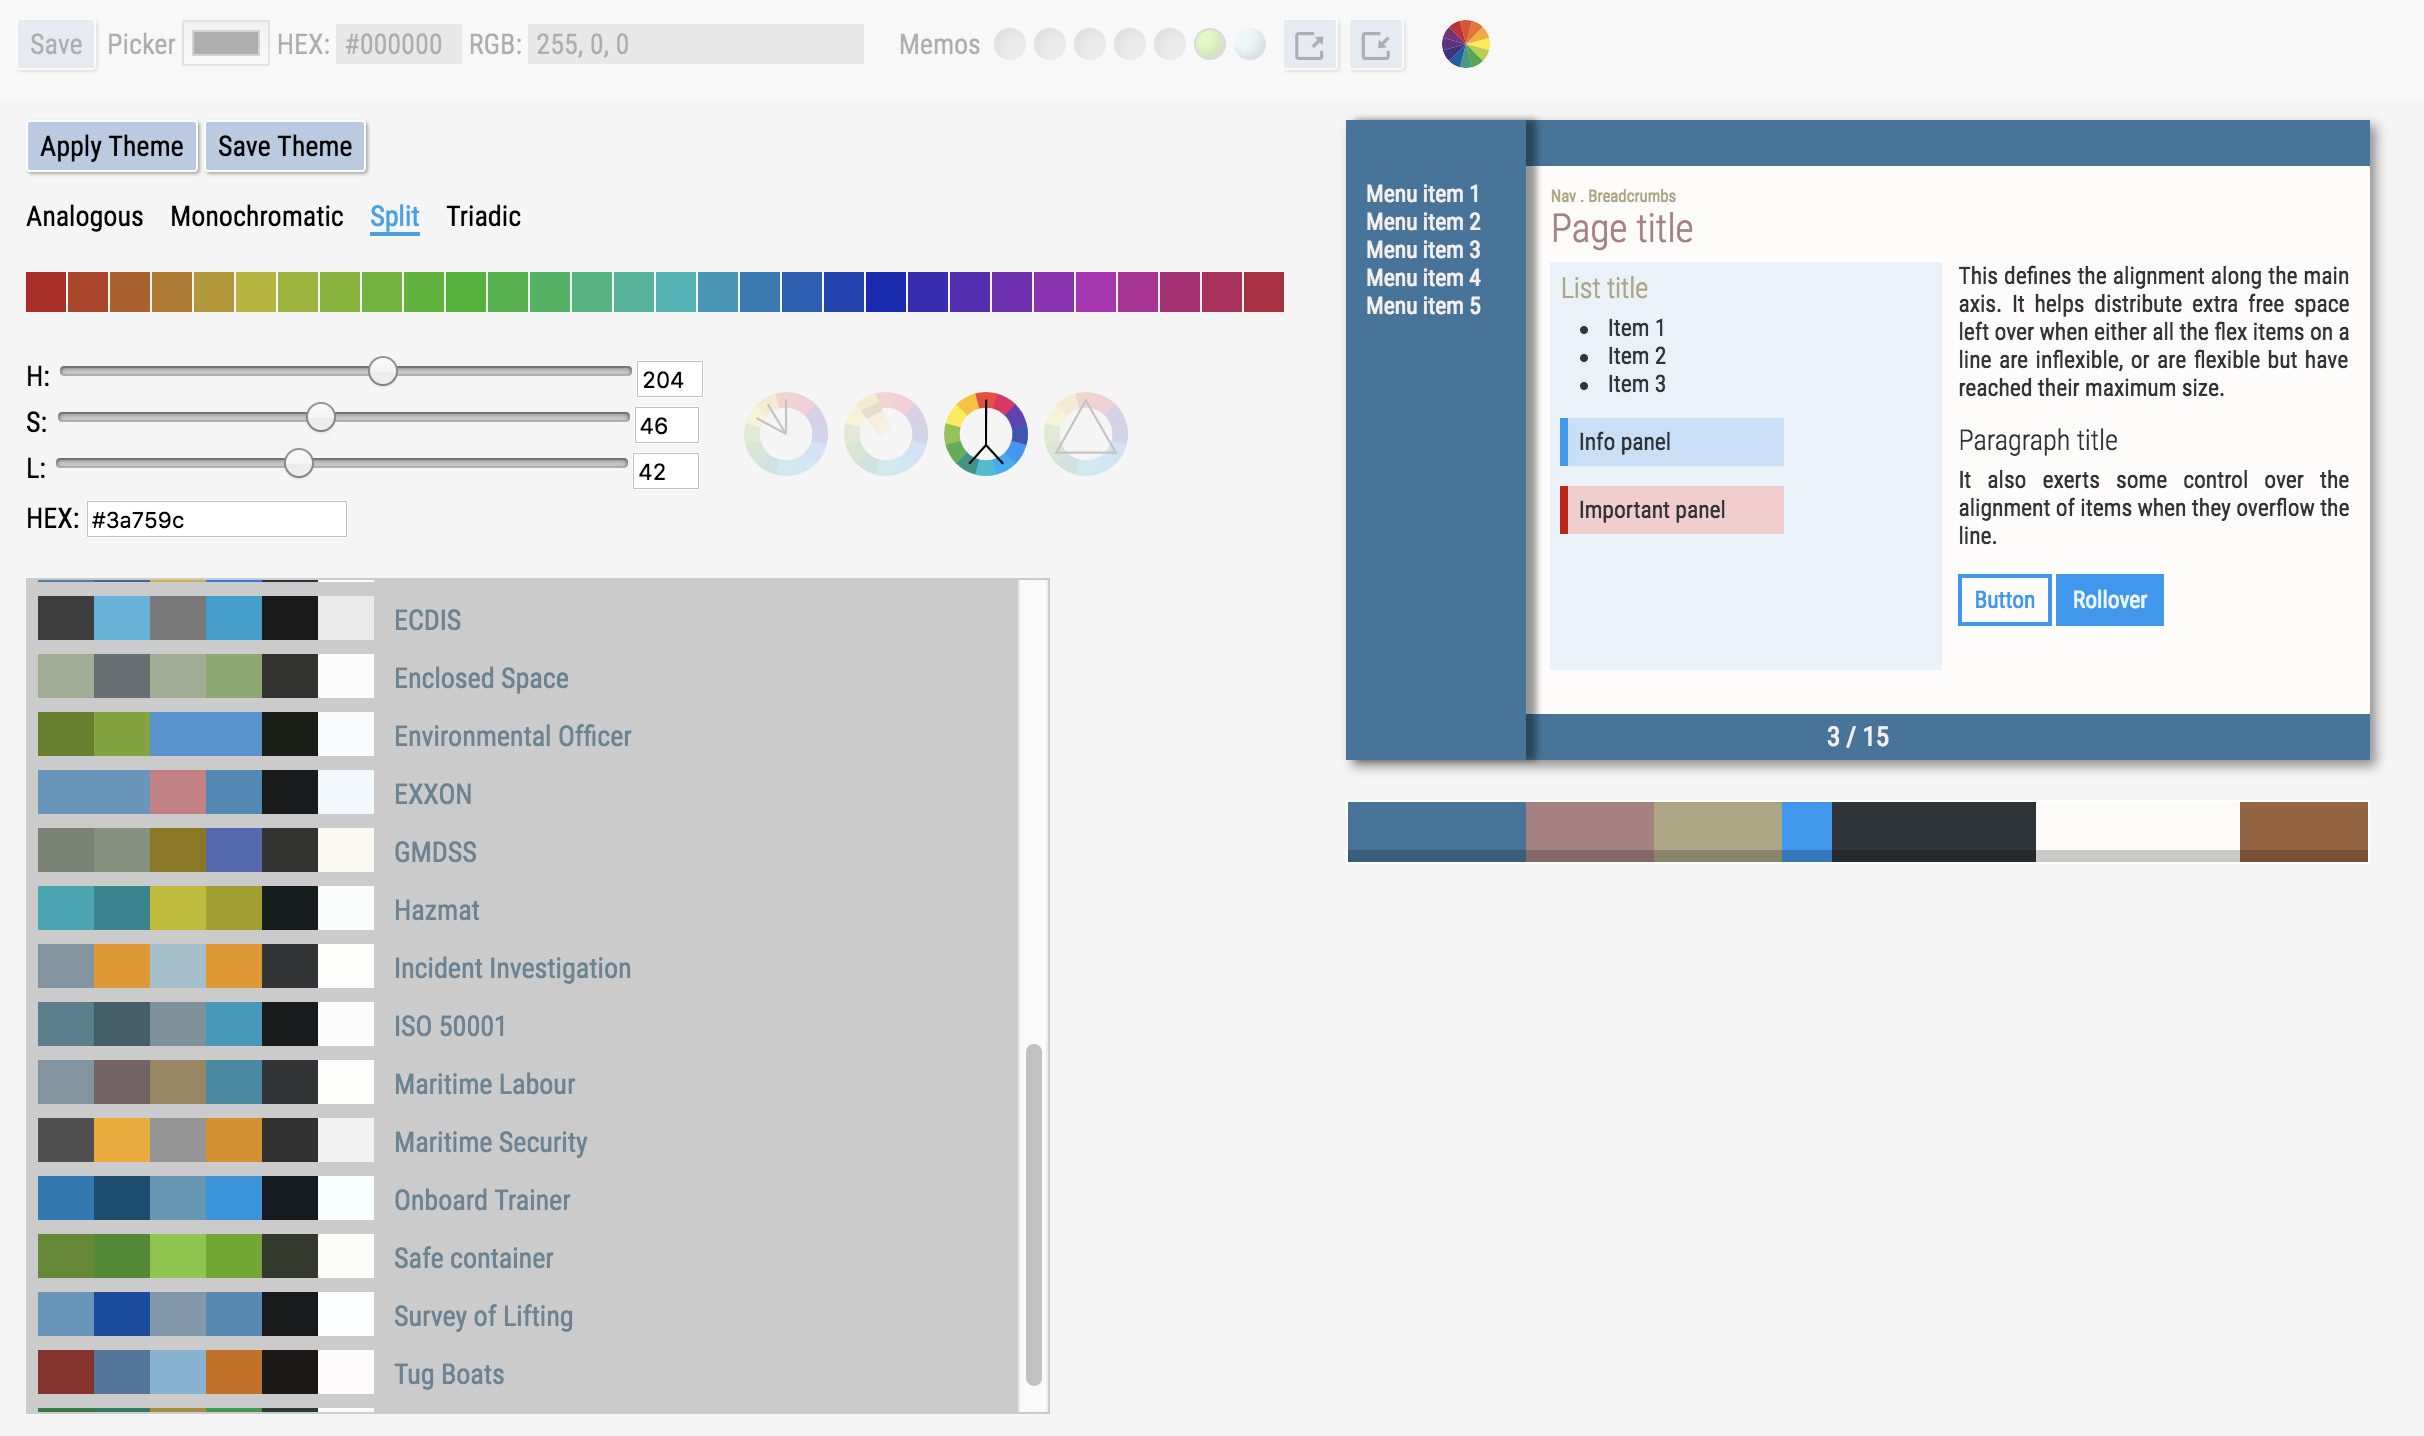 Save Picker HEX: #000000 RGB: 255, 0, 0 Memos
Apply Theme Save Theme
Analogous Monochromatic Split Triadic
H: 204
S: 46
L: 42
HEX: #3a759c
ECDIS
Enclosed Space
Environmental Officer
EXXON
GMDSS
Hazmat
Incident Investigation
ISO 50001
Maritime Labour
Maritime Security
Onboard Trainer
Safe container
Survey of Lifting
Tug Boats
Menu item 1
Menu item 2
Menu item 3
Menu item 4
Menu item 5
Nav . Breadcrumbs
Page title
List title
Item 1
Item 2
Item 3
Info panel
Important panel
This defines the alignment along the main
axis. It helps distribute extra free space
left over when either all the flex items on a
line are inflexible, or are flexible but have
reached their maximum size.
Paragraph title
It also exerts some control over the
alignment of items when they overflow the
line.
Button Rollover
3 / 15